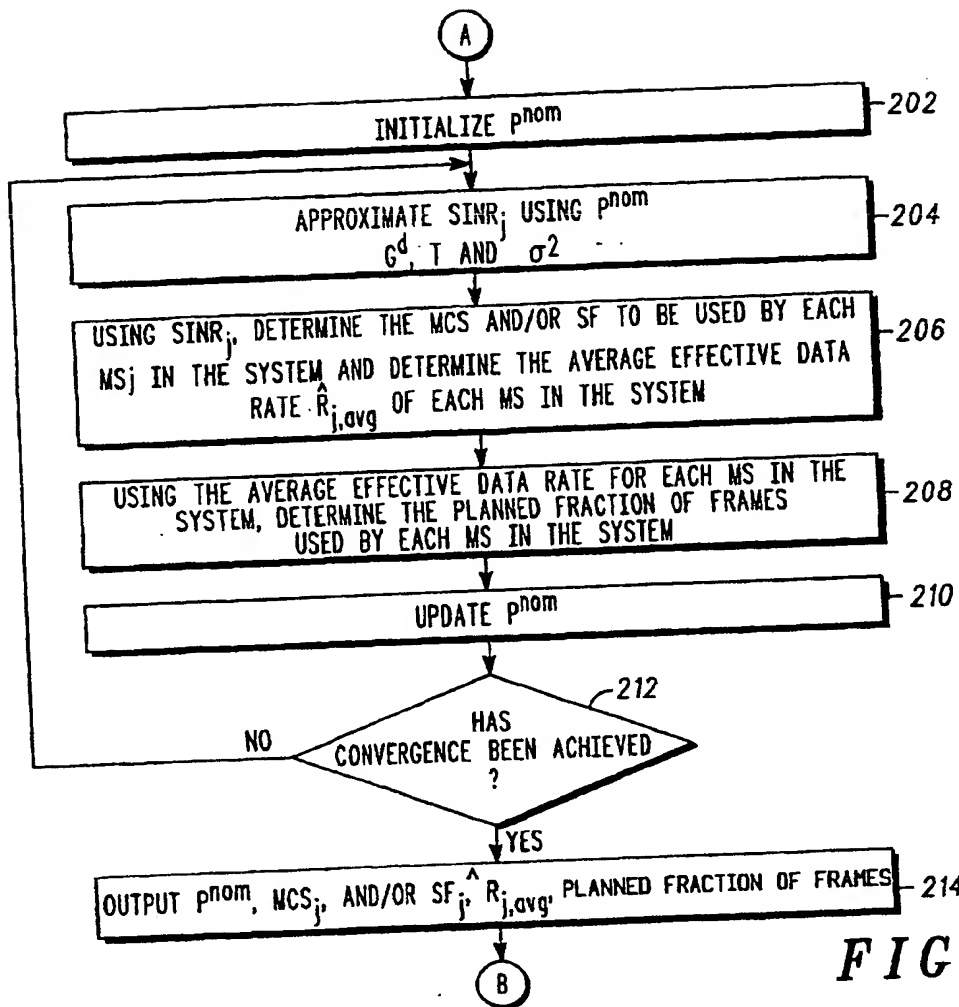 A
INITIALIZE P^nom
202
APPROXIMATE SINR_j USING P^nom
G^d, T AND σ^2
204
USING SINR_j, DETERMINE THE MCS AND/OR SF TO BE USED BY EACH
MS_j IN THE SYSTEM AND DETERMINE THE AVERAGE EFFECTIVE DATA
RATE R̂_j,avg OF EACH MS IN THE SYSTEM
206
USING THE AVERAGE EFFECTIVE DATA RATE FOR EACH MS IN THE
SYSTEM, DETERMINE THE PLANNED FRACTION OF FRAMES
USED BY EACH MS IN THE SYSTEM
208
UPDATE P^nom
210
212
HAS
CONVERGENCE BEEN ACHIEVED
?
NO
YES
OUTPUT P^nom, MCS_j, AND/OR SF_j, R̂_j,avg, PLANNED FRACTION OF FRAMES
214
B
FIG